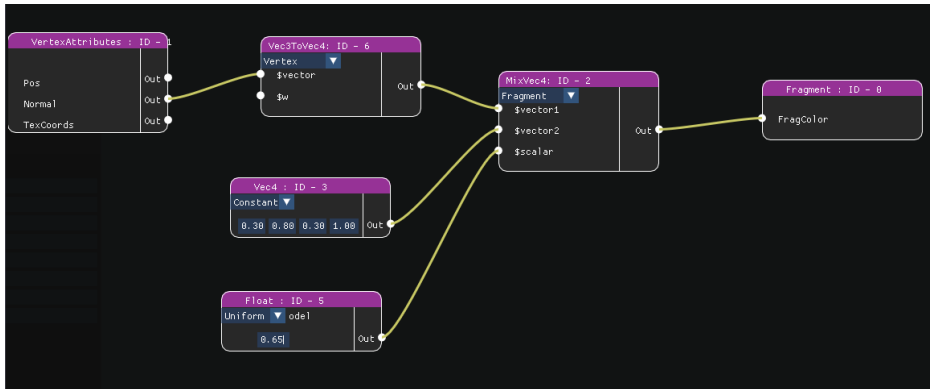 VertexAttributes : ID - 1
Pos Out
Normal Out
TexCoords Out
Vec3ToVec4: ID - 6
Vertex
$vector
$w
Out
MixVec4: ID - 2
Fragment
$vector1
$vector2
$scalar
Out
Fragment : ID - 0
FragColor
Vec4 : ID - 3
Constant
0.30 0.80 0.30 1.00 Out
Float : ID - 5
Uniform odel
0.65 Out